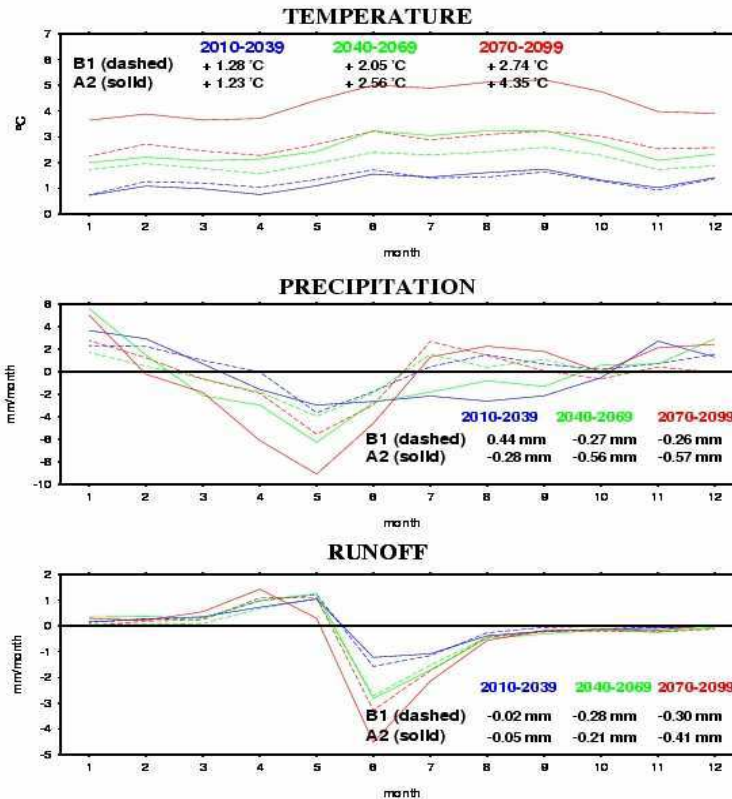 TEMPERATURE
7
6
5
4
3
2
1
0
ºC
2010-2039 2040-2069 2070-2099
B1 (dashed) + 1.28 ˚C + 2.05 ˚C + 2.74 ˚C
A2 (solid) + 1.23 ˚C + 2.56 ˚C + 4.35 ˚C
1 2 3 4 5 6 7 8 9 10 11 12
month
PRECIPITATION
6
4
2
0
-2
-4
-6
-8
-10
mm/month
2010-2039 2040-2069 2070-2099
B1 (dashed) 0.44 mm -0.27 mm -0.26 mm
A2 (solid) -0.28 mm -0.56 mm -0.57 mm
1 2 3 4 5 6 7 8 9 10 11 12
month
RUNOFF
2
1
0
-1
-2
-3
-4
-5
mm/month
2010-2039 2040-2069 2070-2099
B1 (dashed) -0.02 mm -0.28 mm -0.30 mm
A2 (solid) -0.05 mm -0.21 mm -0.41 mm
1 2 3 4 5 6 7 8 9 10 11 12
month